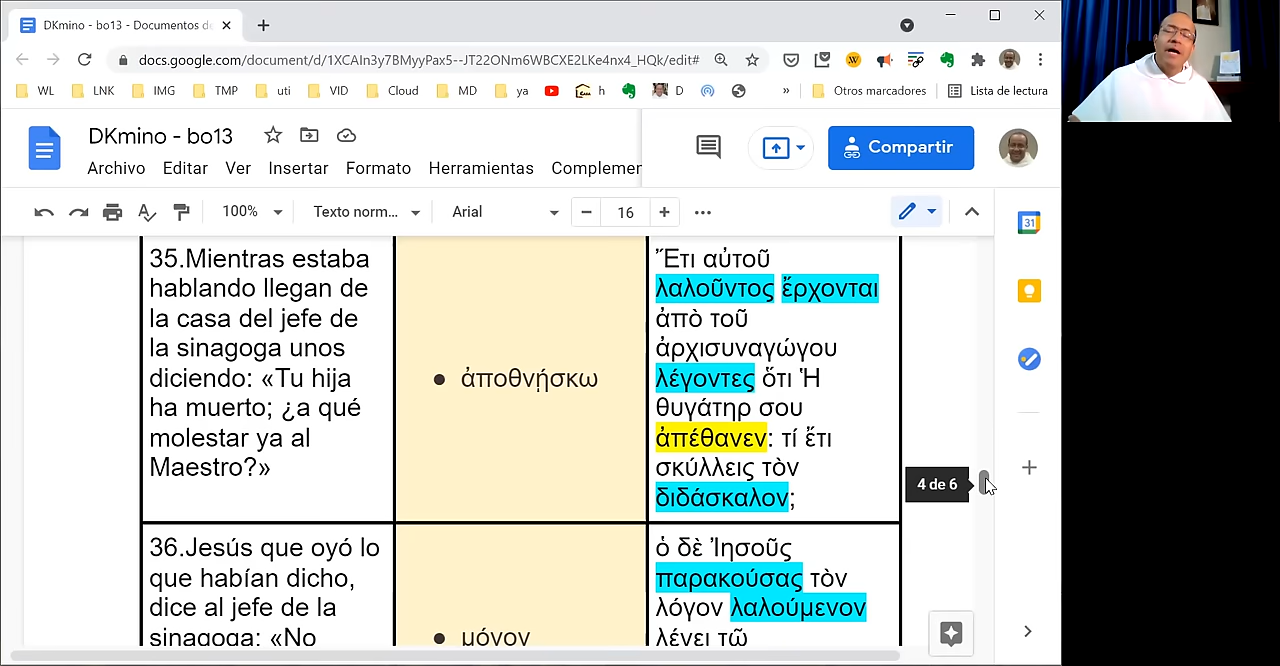 DKmino - bo13 - Documentos d
docs.google.com/document/d/1XCAIn3y7BMyyPax5--JT22ONm6WBCXE2LKe4nx4_HQk/edit#
WL LNK IMG TMP uti VID Cloud MD ya h D » Otros marcadores Lista de lectura
DKmino - bo13
Compartir
Archivo Editar Ver Insertar Formato Herramientas Complemen
100% Texto norm... Arial 16
31
35.Mientras estaba
hablando llegan de
la casa del jefe de
la sinagoga unos
diciendo: «Tu hija
ha muerto; ¿a qué
molestar ya al
Maestro?»
● ἀποθνῄσκω
Ἔτι αὐτοῦ
λαλοῦντος ἔρχονται
ἀπὸ τοῦ
ἀρχισυναγώγου
λέγοντες ὅτι Ἡ
θυγάτηρ σου
ἀπέθανεν: τί ἔτι
σκύλλεις τὸν
διδάσκαλον;
4 de 6
36.Jesús que oyó lo
que habían dicho,
dice al jefe de la
sinagoga: «No
● μόνον
ὁ δὲ Ἰησοῦς
παρακούσας τὸν
λόγον λαλούμενον
λέγει τῷ